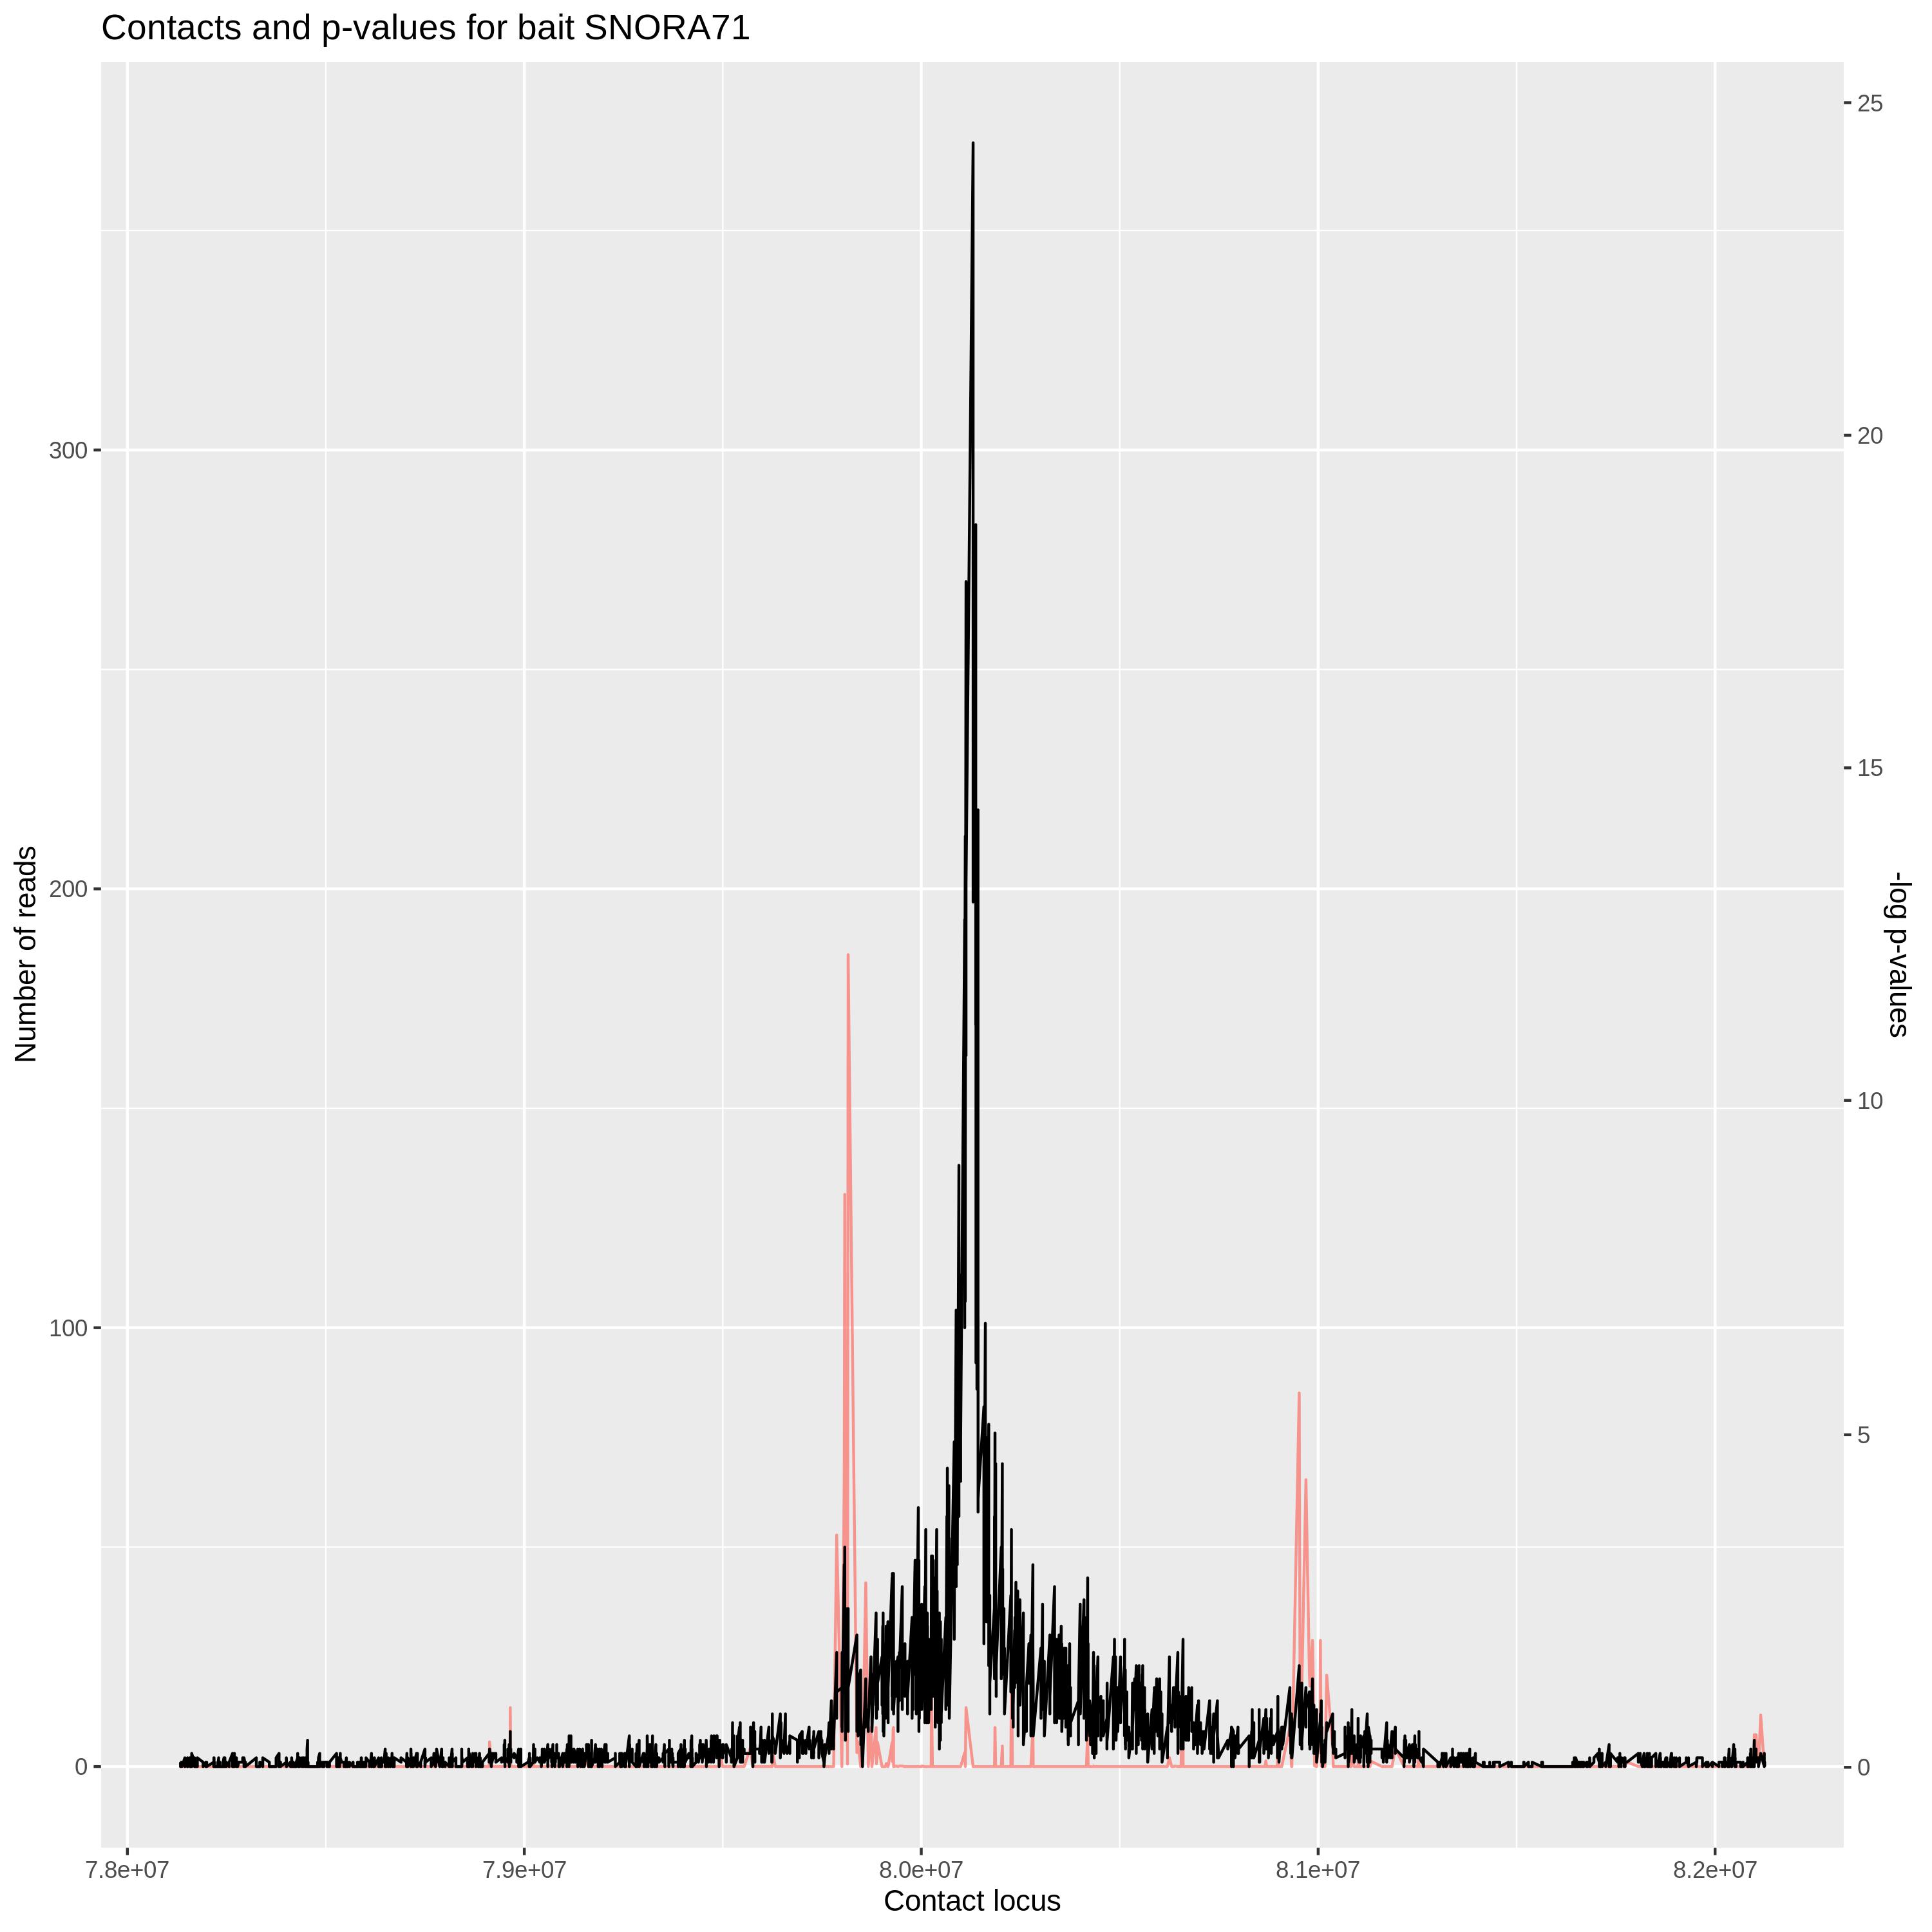 Contacts and p-values for bait SNORA71
Number of reads
300
200
100
0
25
20
15
10
5
0
-log p-values
7.8e+07
7.9e+07
8.0e+07
8.1e+07
8.2e+07
Contact locus